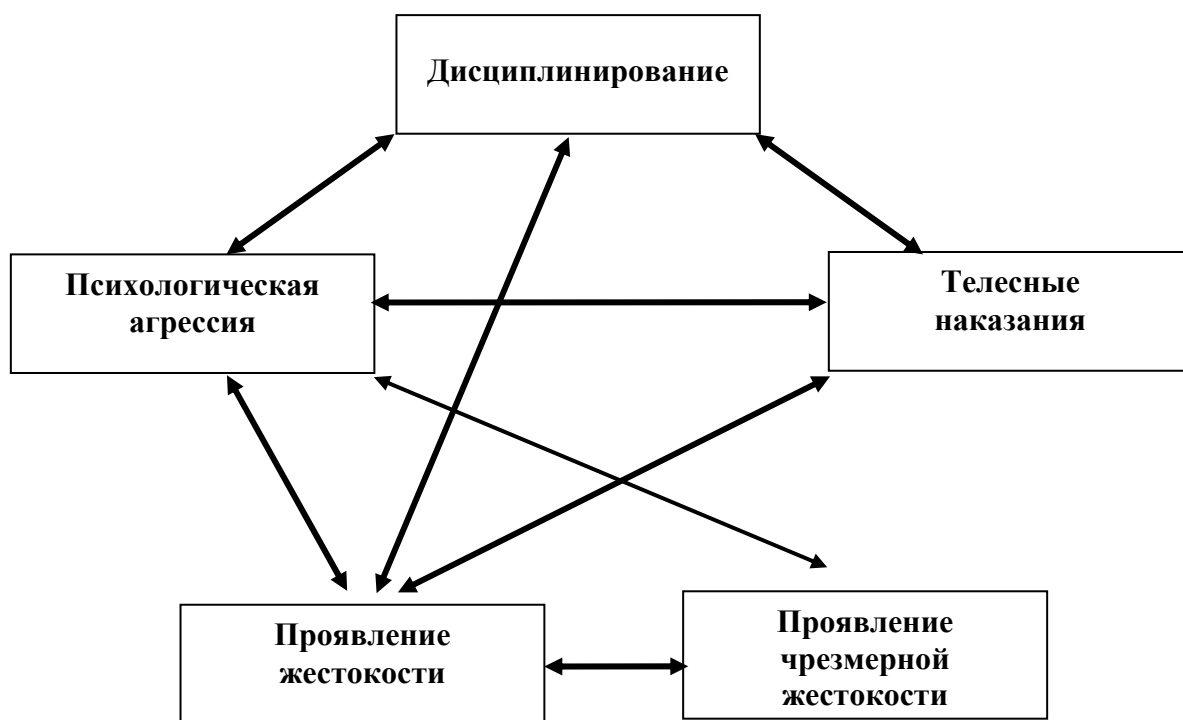 Дисциплинирование
Психологическая
агрессия
Телесные
наказания
Проявление
жестокости
Проявление
чрезмерной
жестокости